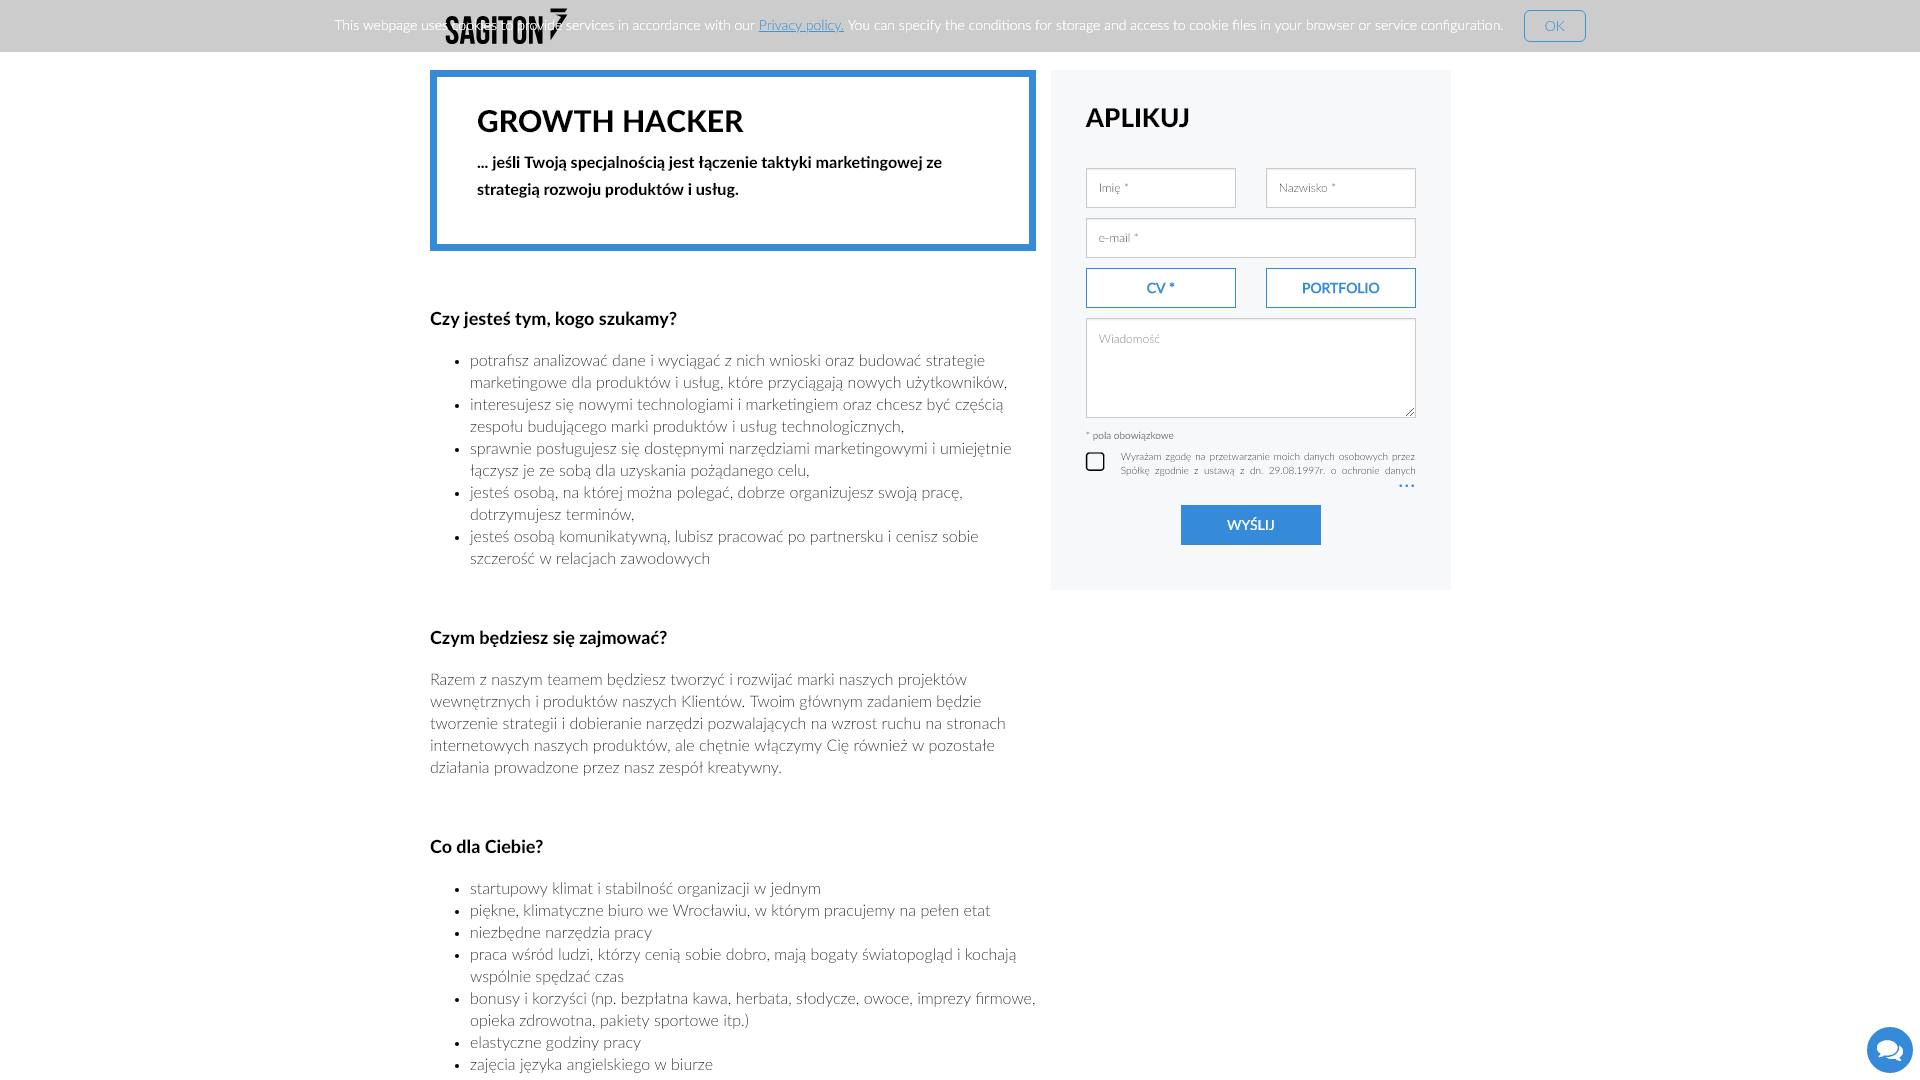 SAGITON
This webpage uses cookies to provide services in accordance with our Privacy policy. You can specify the conditions for storage and access to cookie files in your browser or service configuration.
OK
GROWTH HACKER
... jeśli Twoją specjalnością jest łączenie taktyki marketingowej ze
strategią rozwoju produktów i usług.
Czy jesteś tym, kogo szukamy?
potrafisz analizować dane i wyciągać z nich wnioski oraz budować strategie
marketingowe dla produktów i usług, które przyciągają nowych użytkowników,
interesujesz się nowymi technologiami i marketingiem oraz chcesz być częścią
zespołu budującego marki produktów i usług technologicznych,
sprawnie posługujesz się dostępnymi narzędziami marketingowymi i umiejętnie
łączysz je ze sobą dla uzyskania pożądanego celu,
jesteś osobą, na której można polegać, dobrze organizujesz swoją pracę,
dotrzymujesz terminów,
jesteś osobą komunikatywną, lubisz pracować po partnersku i cenisz sobie
szczerość w relacjach zawodowych
Czym będziesz się zajmować?
Razem z naszym teamem będziesz tworzyć i rozwijać marki naszych projektów
wewnętrznych i produktów naszych Klientów. Twoim głównym zadaniem będzie
tworzenie strategii i dobieranie narzędzi pozwalających na wzrost ruchu na stronach
internetowych naszych produktów, ale chętnie włączymy Cię również w pozostałe
działania prowadzone przez nasz zespół kreatywny.
Co dla Ciebie?
startupowy klimat i stabilność organizacji w jednym
piękne, klimatyczne biuro we Wrocławiu, w którym pracujemy na pełen etat
niezbędne narzędzia pracy
praca wśród ludzi, którzy cenią sobie dobro, mają bogaty światopogląd i kochają
wspólnie spędzać czas
bonusy i korzyści (np. bezpłatna kawa, herbata, słodycze, owoce, imprezy firmowe,
opieka zdrowotna, pakiety sportowe itp.)
elastyczne godziny pracy
zajęcia języka angielskiego w biurze
APLIKUJ
Imię *
Nazwisko *
e-mail *
CV *
PORTFOLIO
Wiadomość
* pola obowiązkowe
Wyrażam zgodę na przetwarzanie moich danych osobowych przez
Spółkę zgodnie z ustawą z dn. 29.08.1997r. o ochronie danych
...
WYŚLIJ